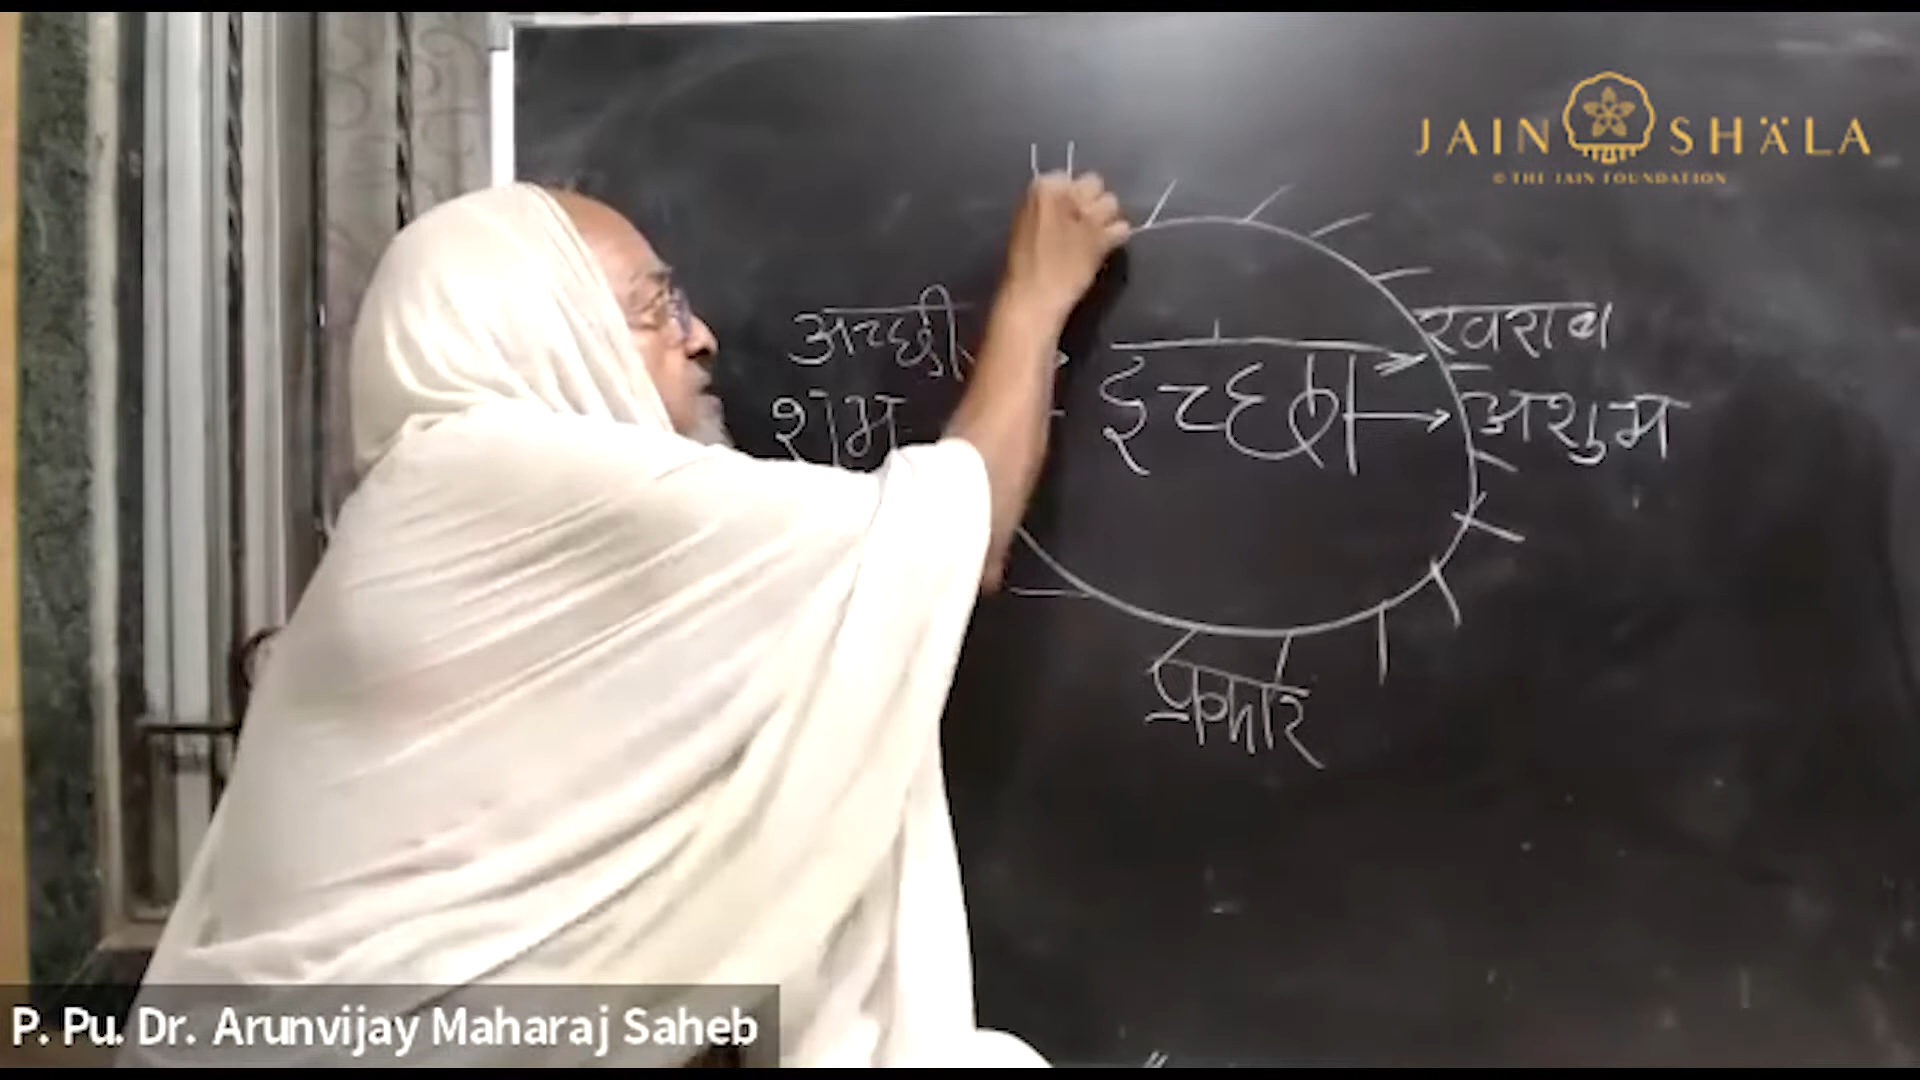 JAIN SHÄLA
© THE JAIN FOUNDATION
अच्छी
खराब
इच्छा
शुभ
अशुभ
प्रकार
P. Pu. Dr. Arunvijay Maharaj Saheb